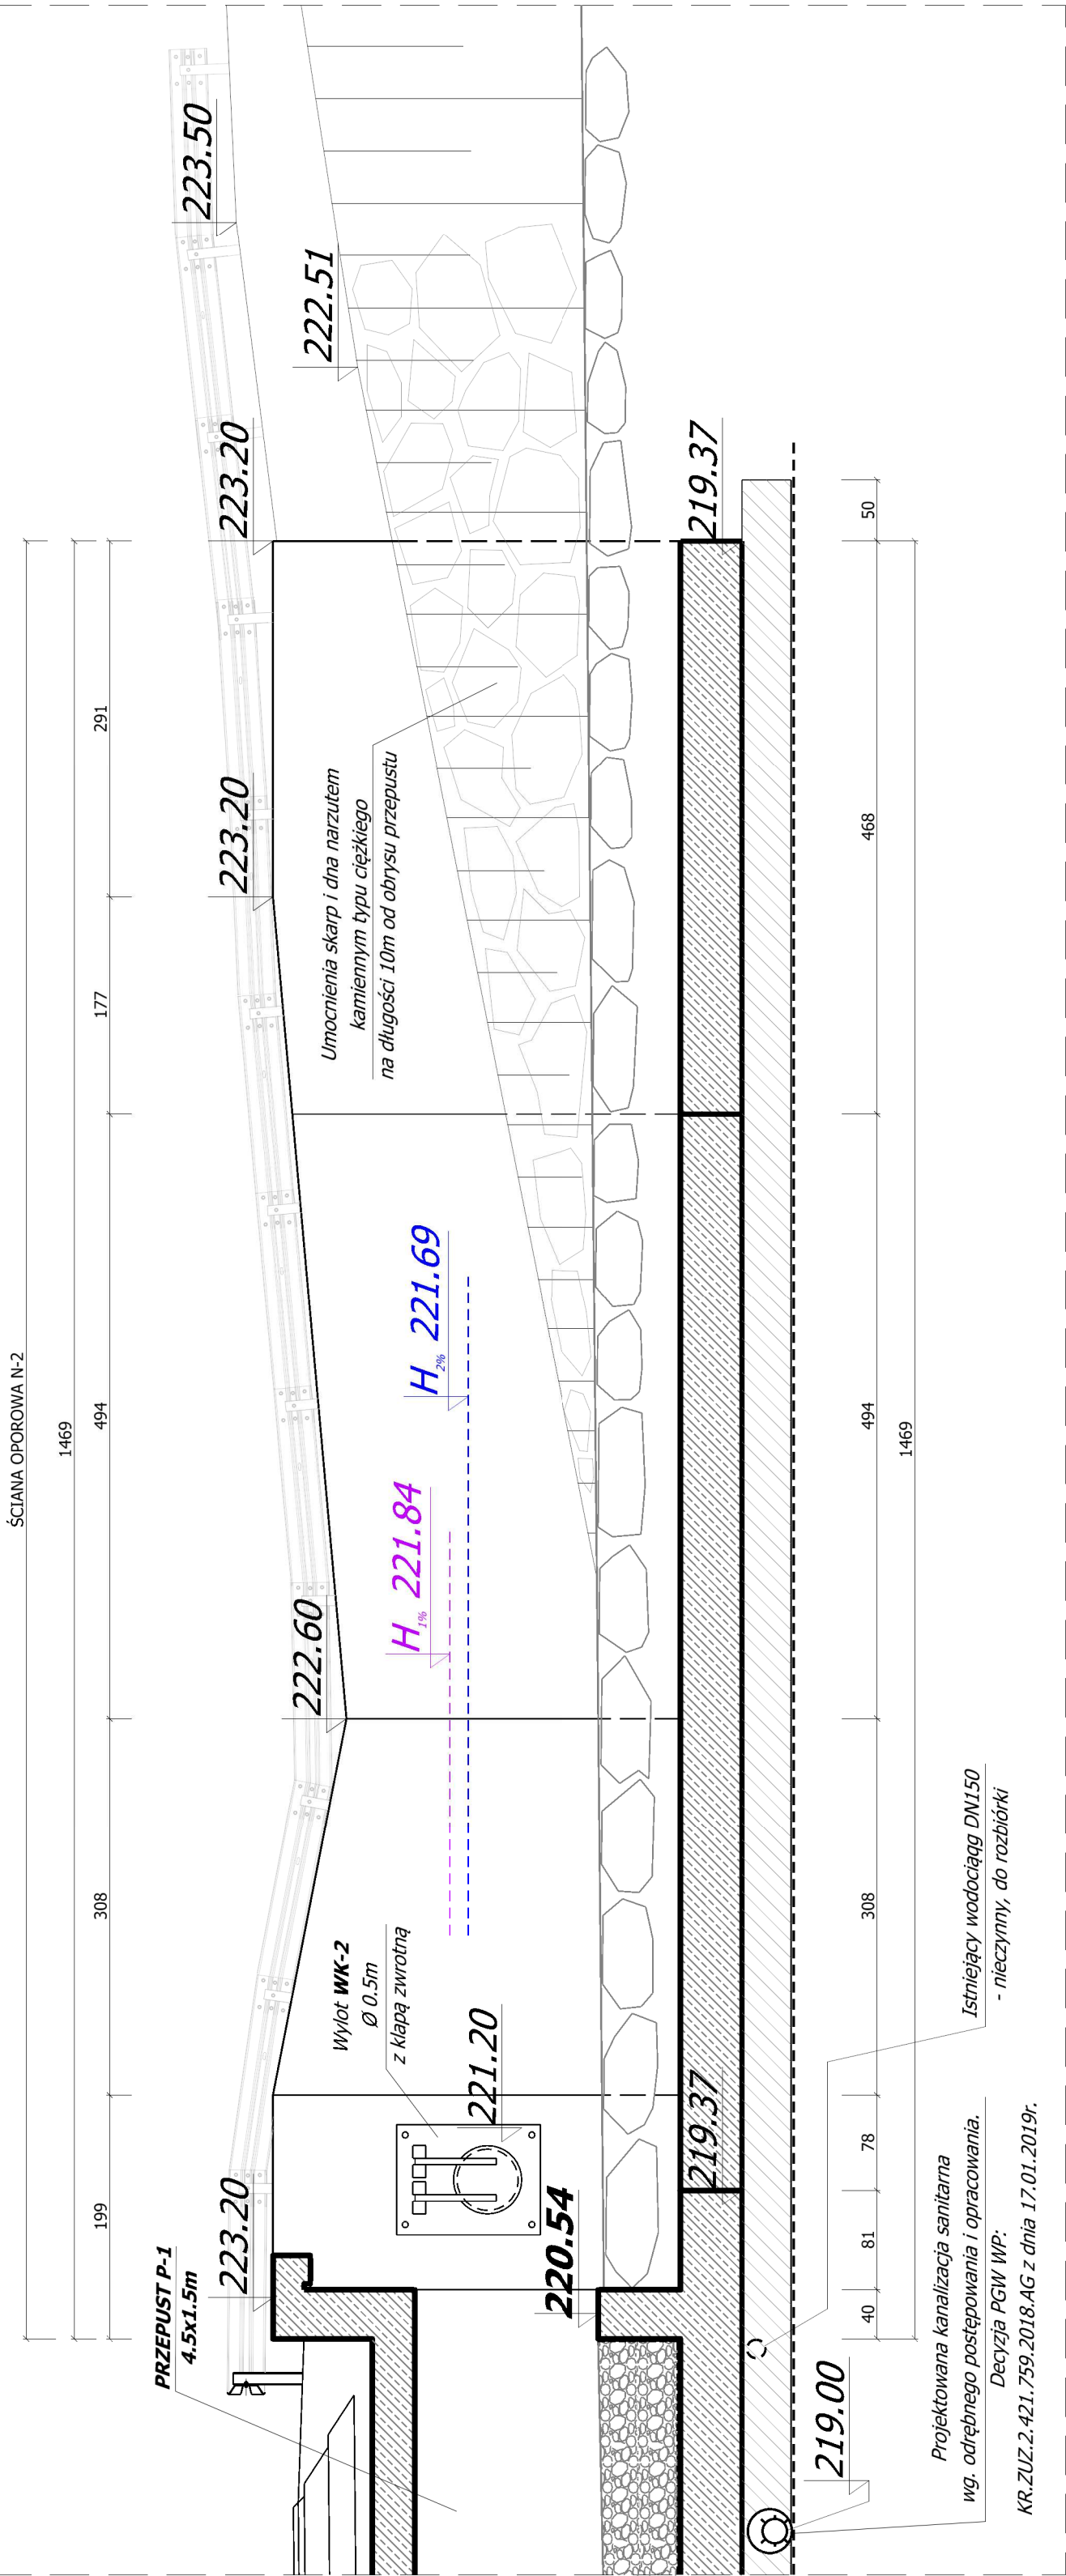 ŚCIANA OPOROWA N-2
1469
199
308
494
177
291
PRZEPUST P-1
4.5x1.5m
223.20
222.60
223.20
223.20
223.50
222.51
Wylot WK-2
Ø 0.5m
z klapą zwrotną
221.20
H1% 221.84
H2% 221.69
Umocnienia skarp i dna narzutem
kamiennym typu ciężkiego
na długości 10m od obrysu przepustu
220.54
219.37
219.37
219.00
40
81
78
308
494
468
50
1469
Projektowana kanalizacja sanitarna
wg. odrębnego postępowania i opracowania.
Decyzja PGW WP:
KR.ZUZ.2.421.759.2018.AG z dnia 17.01.2019r.
Istniejący wodociąg DN150
- nieczynny, do rozbiórki